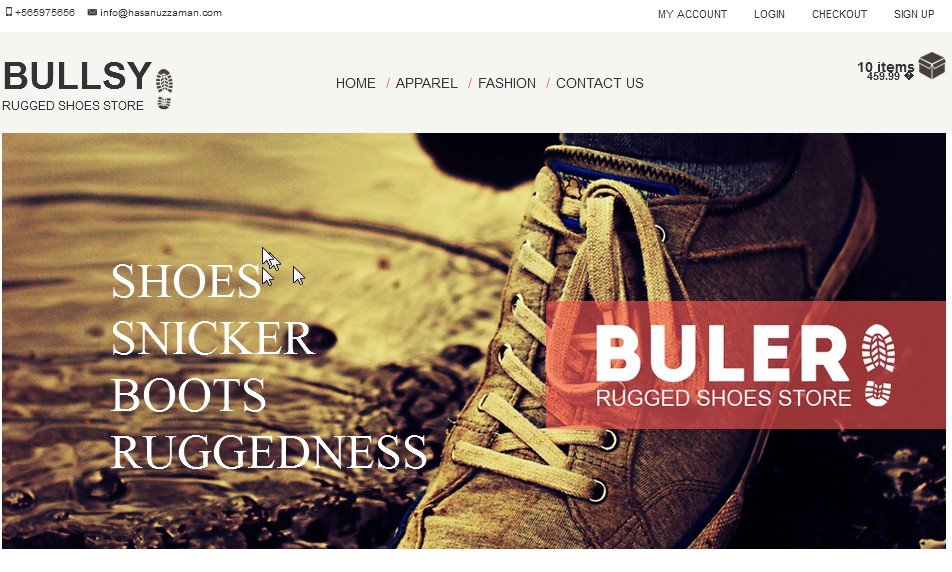 +565975656 info@hasanuzzaman.com MY ACCOUNT LOGIN CHECKOUT SIGN UP
BULLSY
RUGGED SHOES STORE
HOME / APPAREL / FASHION / CONTACT US
10 items
459.99
SHOES
SNICKER
BOOTS
RUGGEDNESS
BULER
RUGGED SHOES STORE